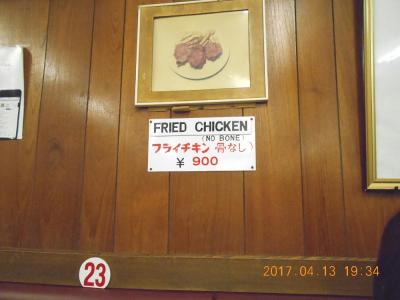 FRIED CHICKEN
(NO BONE)
フライチキン 骨なし)
¥ 900
23
2017.04.13 19:34